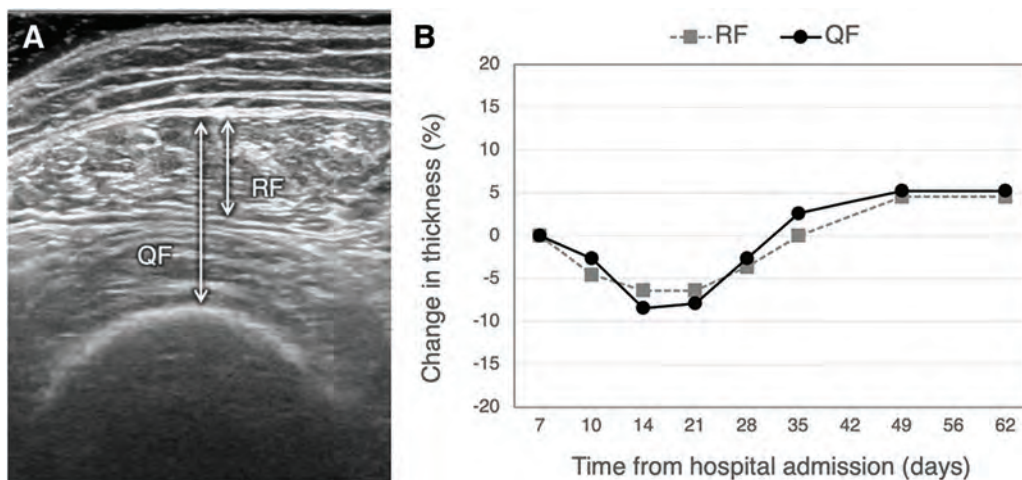 A
RF
QF
B
RF QF
Change in thickness (%)
20
15
10
5
0
-5
-10
-15
-20
7 10 14 21 28 35 42 49 56 62
Time from hospital admission (days)